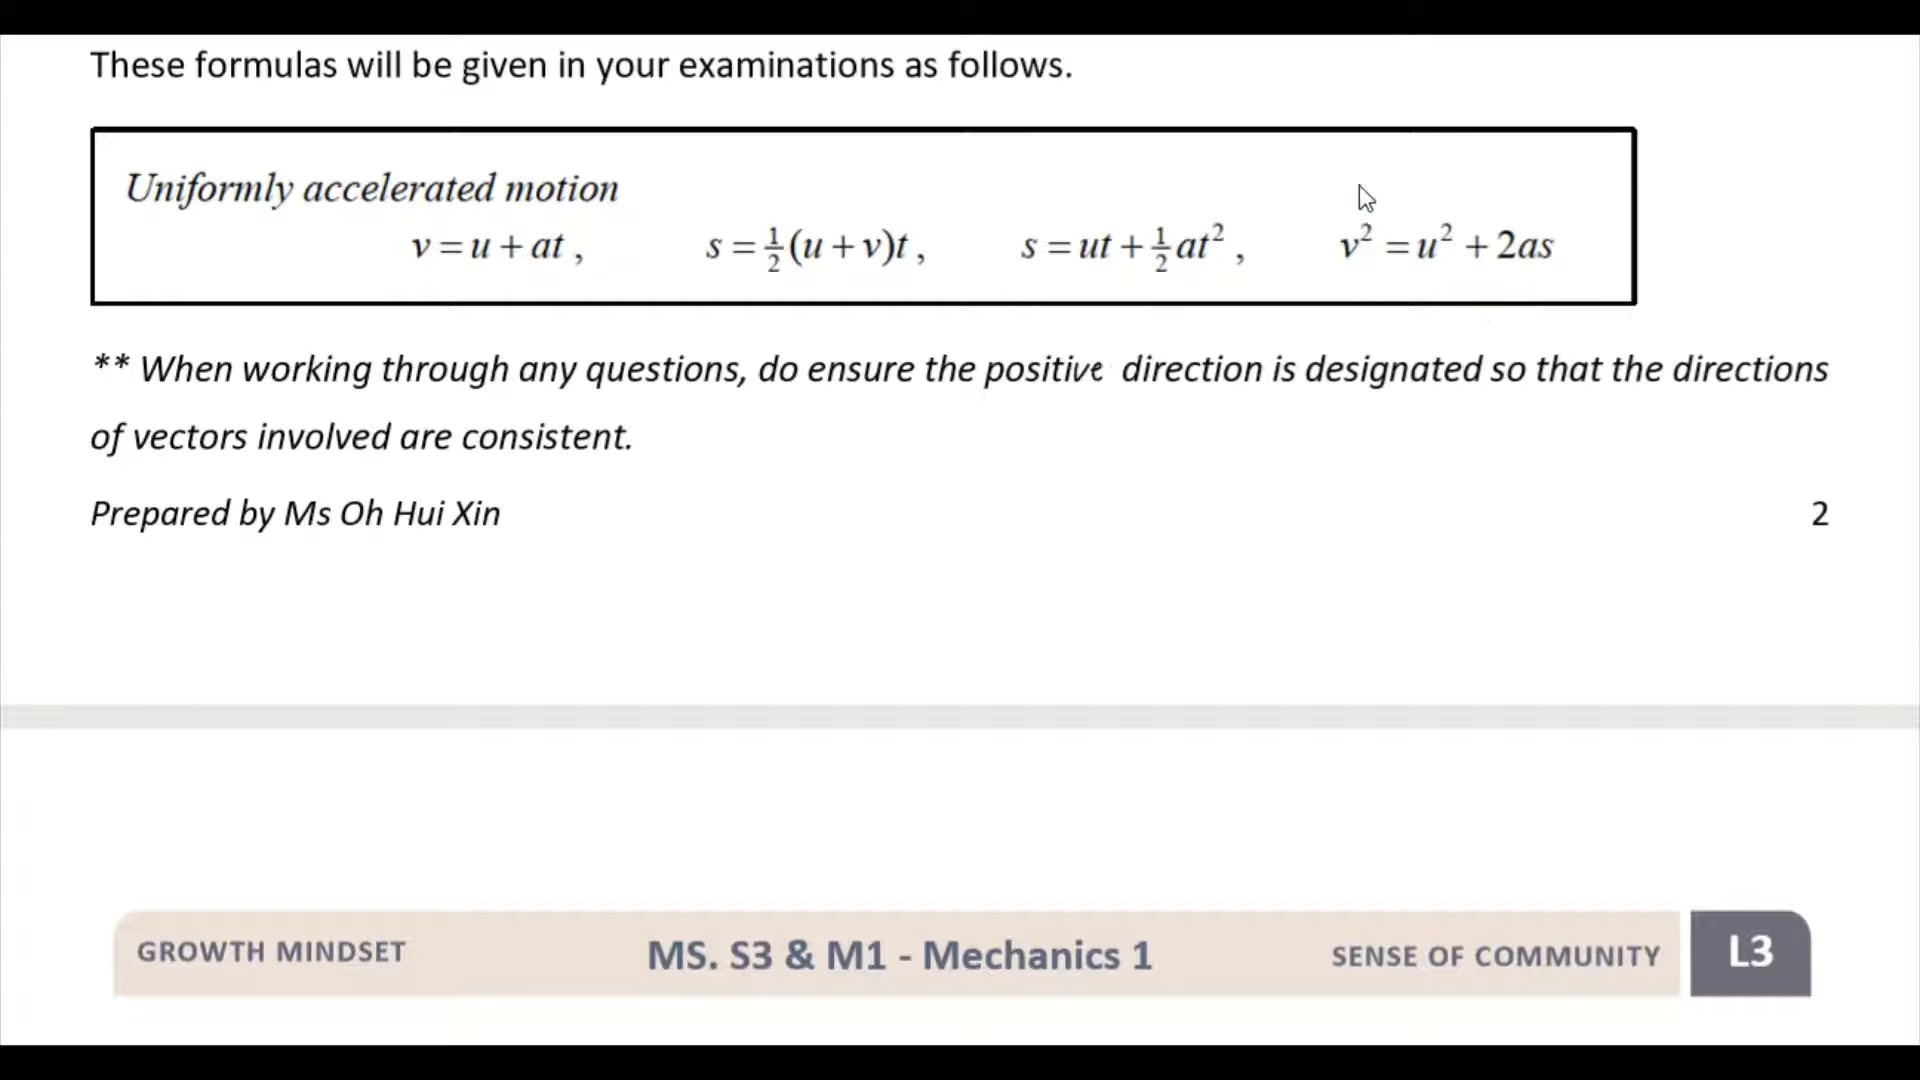 These formulas will be given in your examinations as follows.
Uniformly accelerated motion
v = u + at ,   s = ½(u + v)t ,   s = ut + ½at² ,   v² = u² + 2as
** When working through any questions, do ensure the positive direction is designated so that the directions
of vectors involved are consistent.
Prepared by Ms Oh Hui Xin 2
GROWTH MINDSET MS. S3 & M1 - Mechanics 1 SENSE OF COMMUNITY L3